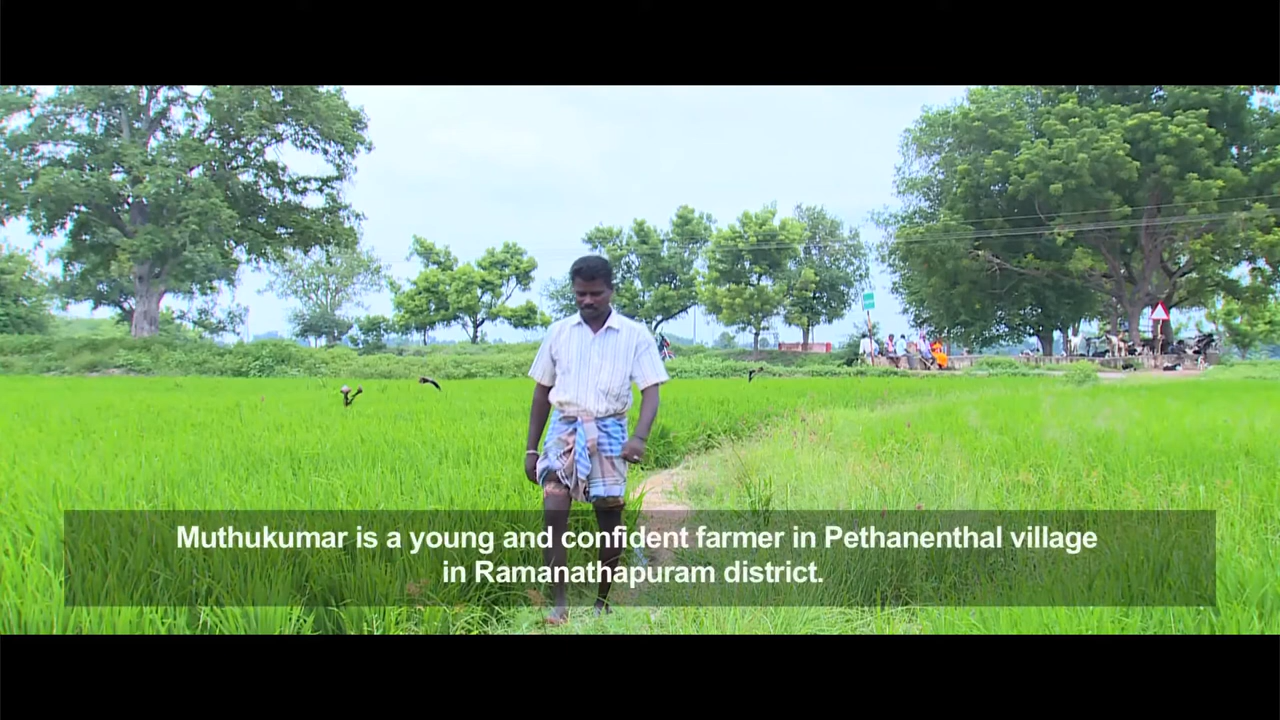 Muthukumar is a young and confident farmer in Pethanenthal village
in Ramanathapuram district.